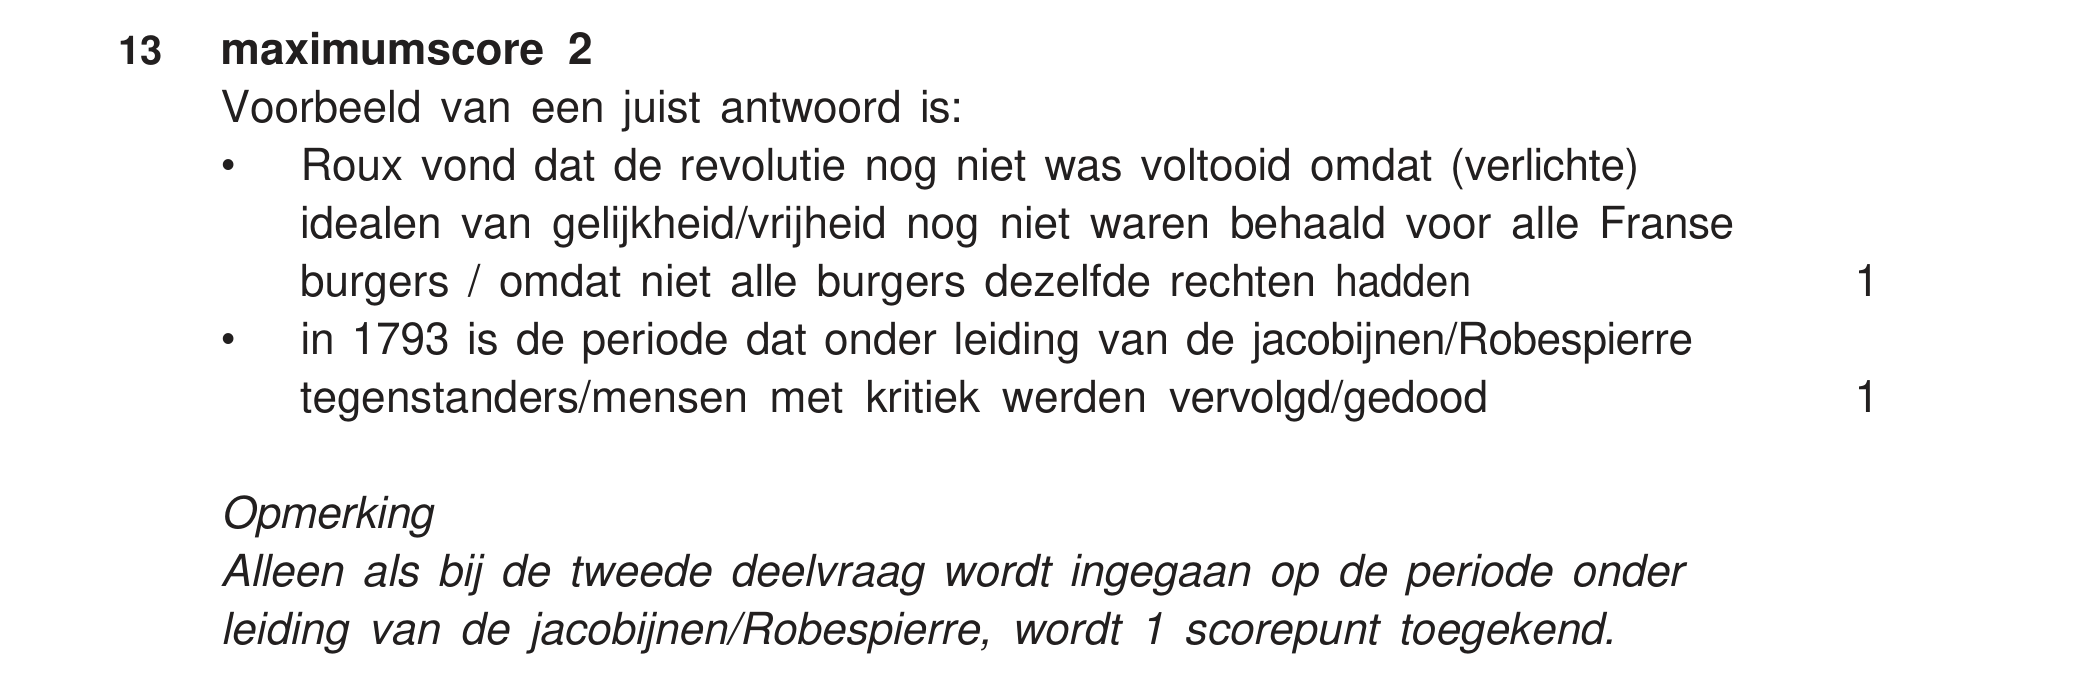 13 maximumscore 2
Voorbeeld van een juist antwoord is:
• Roux vond dat de revolutie nog niet was voltooid omdat (verlichte)
idealen van gelijkheid/vrijheid nog niet waren behaald voor alle Franse
burgers / omdat niet alle burgers dezelfde rechten hadden 1
• in 1793 is de periode dat onder leiding van de jacobijnen/Robespierre
tegenstanders/mensen met kritiek werden vervolgd/gedood 1
Opmerking
Alleen als bij de tweede deelvraag wordt ingegaan op de periode onder
leiding van de jacobijnen/Robespierre, wordt 1 scorepunt toegekend.